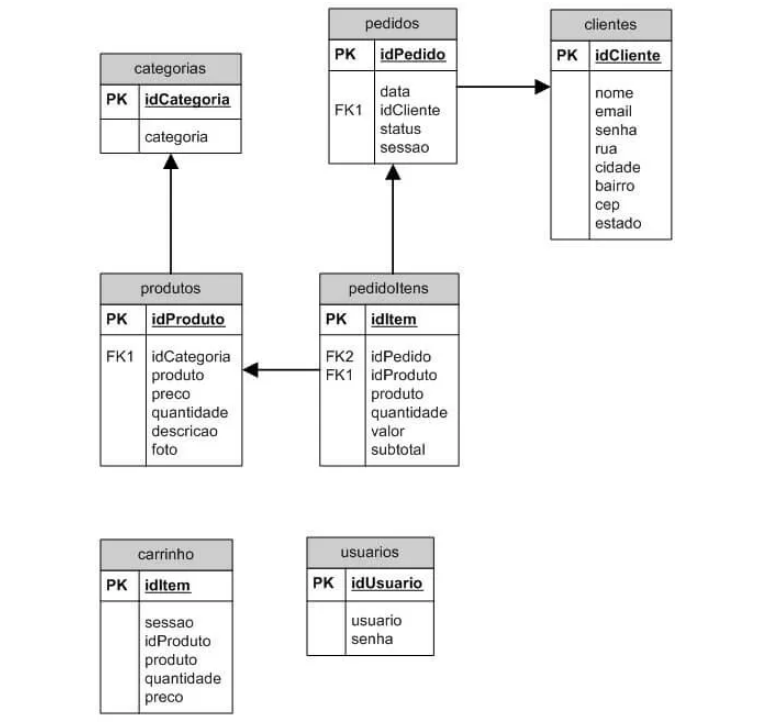 categorias
PK idCategoria
categoria
pedidos
PK idPedido
data
FK1 idCliente
status
sessao
clientes
PK idCliente
nome
email
senha
rua
cidade
bairro
cep
estado
produtos
PK idProduto
FK1 idCategoria
produto
preco
quantidade
descricao
foto
pedidoItens
PK idItem
FK2 idPedido
FK1 idProduto
produto
quantidade
valor
subtotal
carrinho
PK idItem
sessao
idProduto
produto
quantidade
preco
usuarios
PK idUsuario
usuario
senha